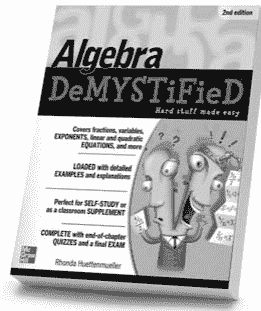 2nd edition
Algebra
DeMYSTiFieD
Hard stuff made easy
Covers fractions, variables,
EXPONENTS, linear and quadratic
EQUATIONS, and more
LOADED with detailed
EXAMPLES and explanations
Perfect for SELF-STUDY or
as a classroom SUPPLEMENT
COMPLETE with end-of-chapter
QUIZZES and a final EXAM
Rhonda Huettenmueller